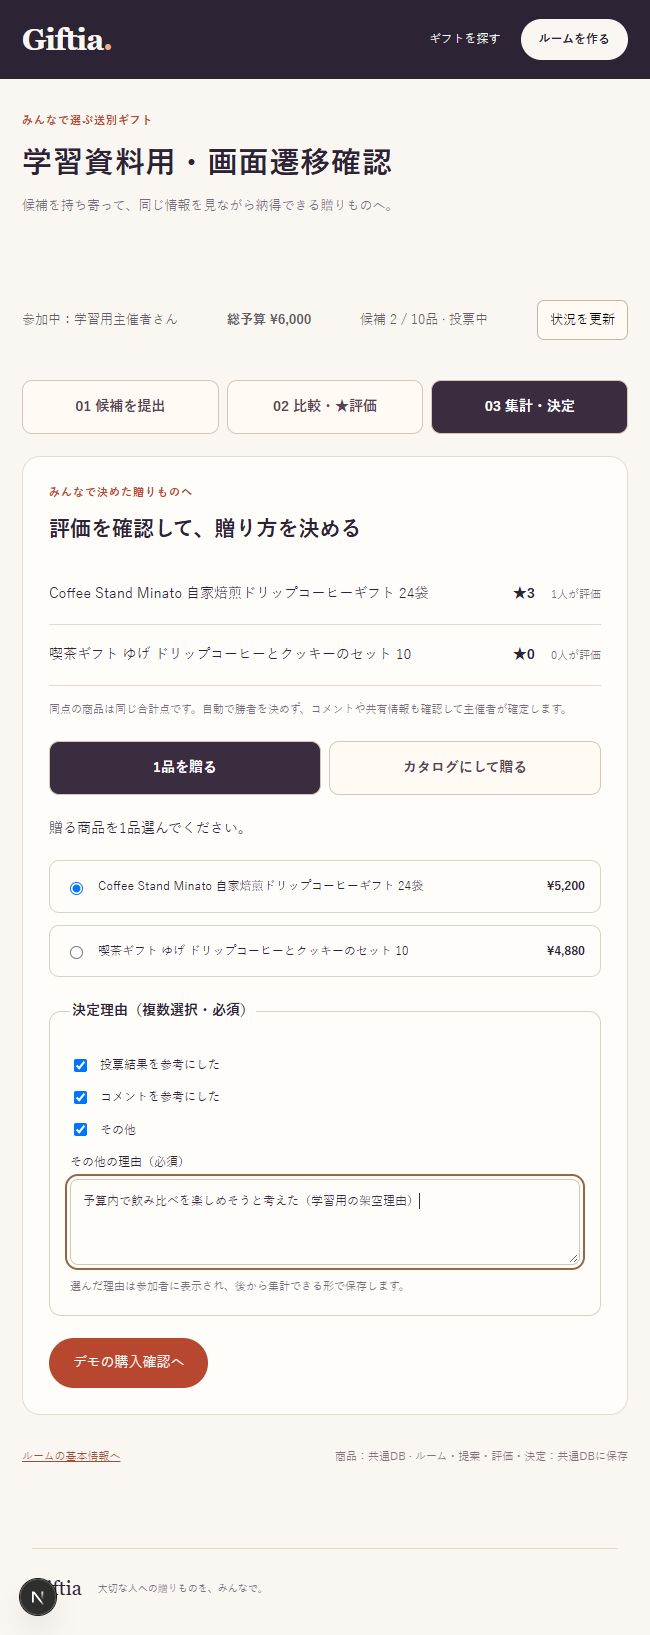 Giftia.
ギフトを探す
ルームを作る
みんなで選ぶ送別ギフト
学習資料用・画面遷移確認
候補を持ち寄って、同じ情報を見ながら納得できる贈りものへ。
参加中：学習用主催者さん
総予算 ¥6,000
候補 2 / 10品 · 投票中
状況を更新
01 候補を提出
02 比較・★評価
03 集計・決定
みんなで決めた贈りものへ
評価を確認して、贈り方を決める
Coffee Stand Minato 自家焙煎ドリップコーヒーギフト 24袋
★3
1人が評価
喫茶ギフト ゆげ ドリップコーヒーとクッキーのセット 10
★0
0人が評価
同点の商品は同じ合計点です。自動で勝者を決めず、コメントや共有情報も確認して主催者が確定します。
1品を贈る
カタログにして贈る
贈る商品を1品選んでください。
Coffee Stand Minato 自家焙煎ドリップコーヒーギフト 24袋
¥5,200
喫茶ギフト ゆげ ドリップコーヒーとクッキーのセット 10
¥4,880
決定理由（複数選択・必須）
投票結果を参考にした
コメントを参考にした
その他
その他の理由（必須）
予算内で飲み比べを楽しめそうと考えた（学習用の架空理由）
選んだ理由は参加者に表示され、後から集計できる形で保存します。
デモの購入確認へ
ルームの基本情報へ
商品：共通DB · ルーム・提案・評価・決定：共通DBに保存
N
ftia
大切な人への贈りものを、みんなで。